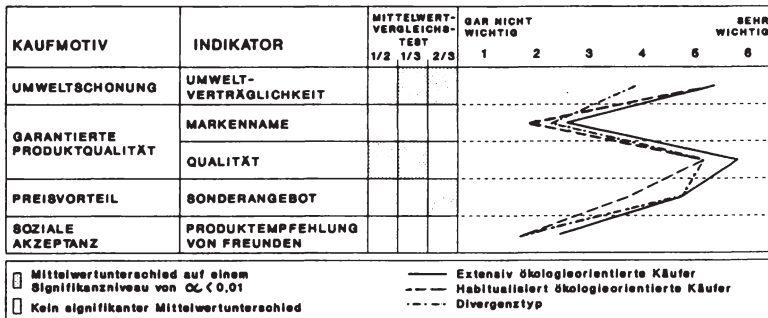 KAUFMOTIV
INDIKATOR
MITTELWERT-
VERGLEICHS-
TEST
1/2 1/3 2/3
GAR NICHT
WICHTIG
SEHR
WICHTIG
1 2 3 4 5 6
UMWELTSCHONUNG
UMWELT-
VERTRÄGLICHKEIT
GARANTIERTE
PRODUKTQUALITÄT
MARKENNAME
QUALITÄT
PREISVORTEIL
SONDERANGEBOT
SOZIALE
AKZEPTANZ
PRODUKTEMPFEHLUNG
VON FREUNDEN
Mittelwertunterschied auf einem
Signifikanzniveau von α < 0,01
Kein signifikanter Mittelwertunterschied
Extensiv ökologieorientierte Käufer
Habitualisiert ökologieorientierte Käufer
Divergenztyp